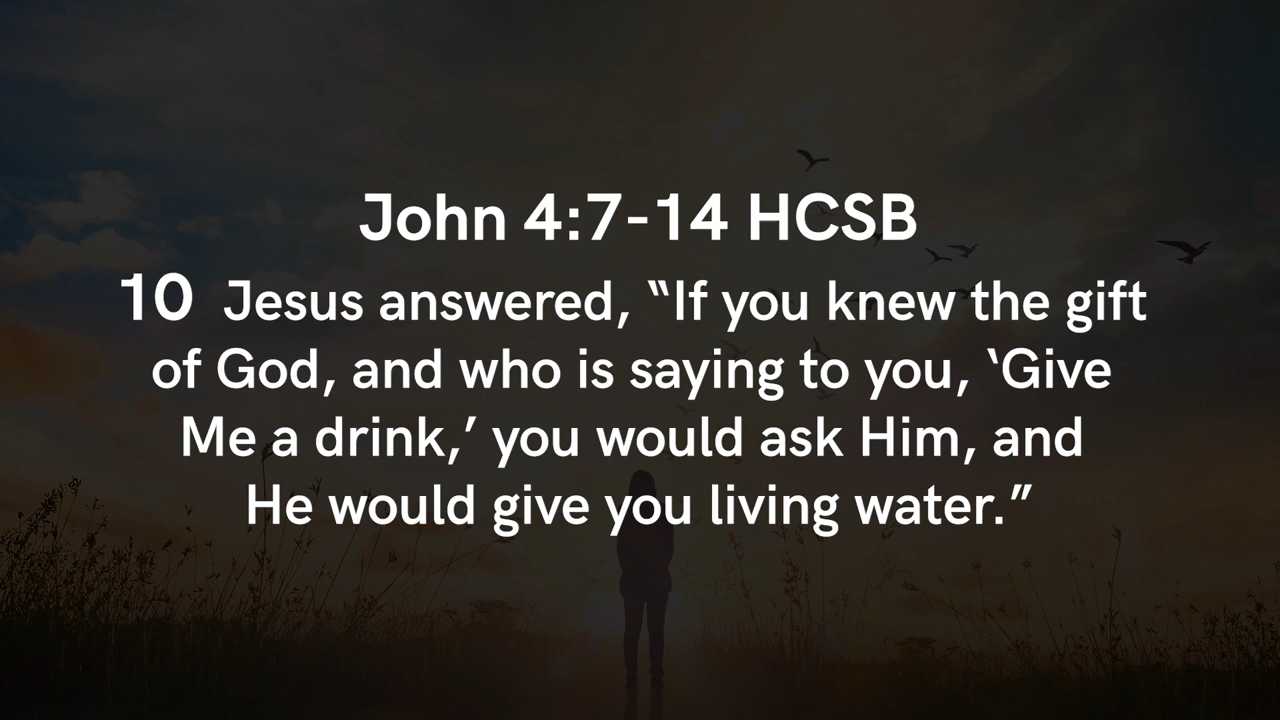 John 4:7-14 HCSB
10 Jesus answered, “If you knew the gift
of God, and who is saying to you, ‘Give
Me a drink,’ you would ask Him, and
He would give you living water.”